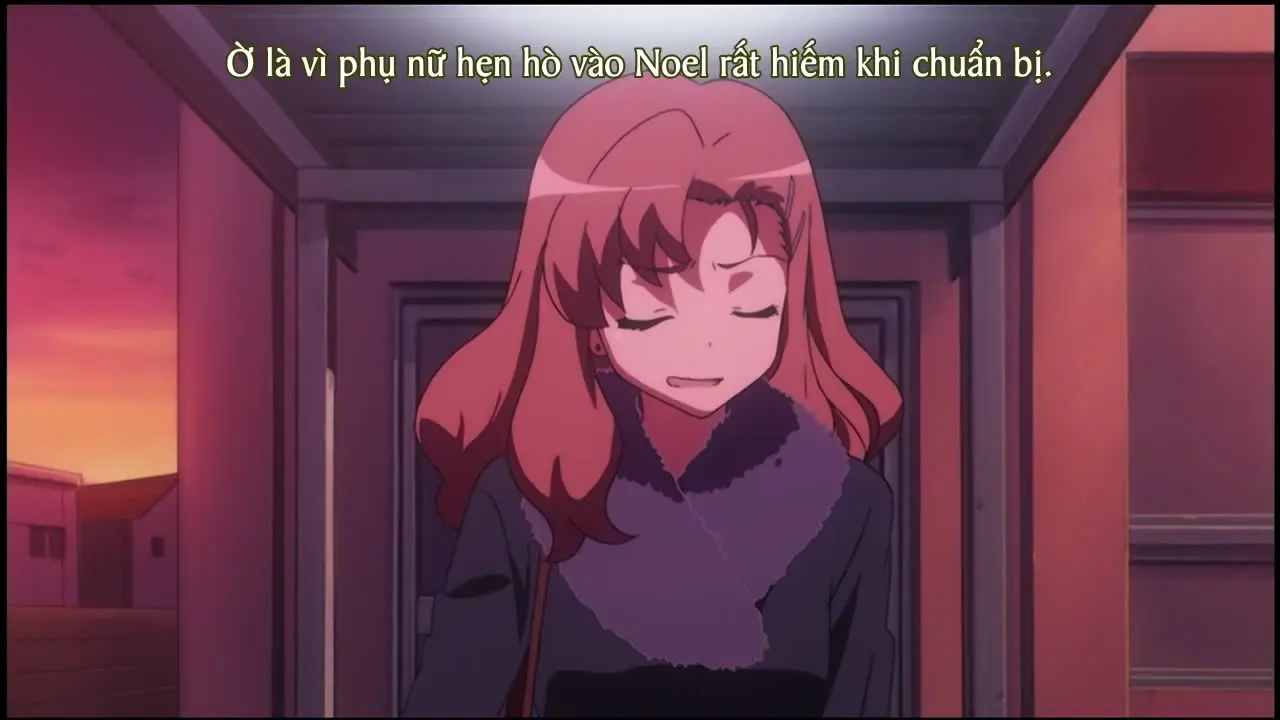 Ờ là vì phụ nữ hẹn hò vào Noel rất hiếm khi chuẩn bị.